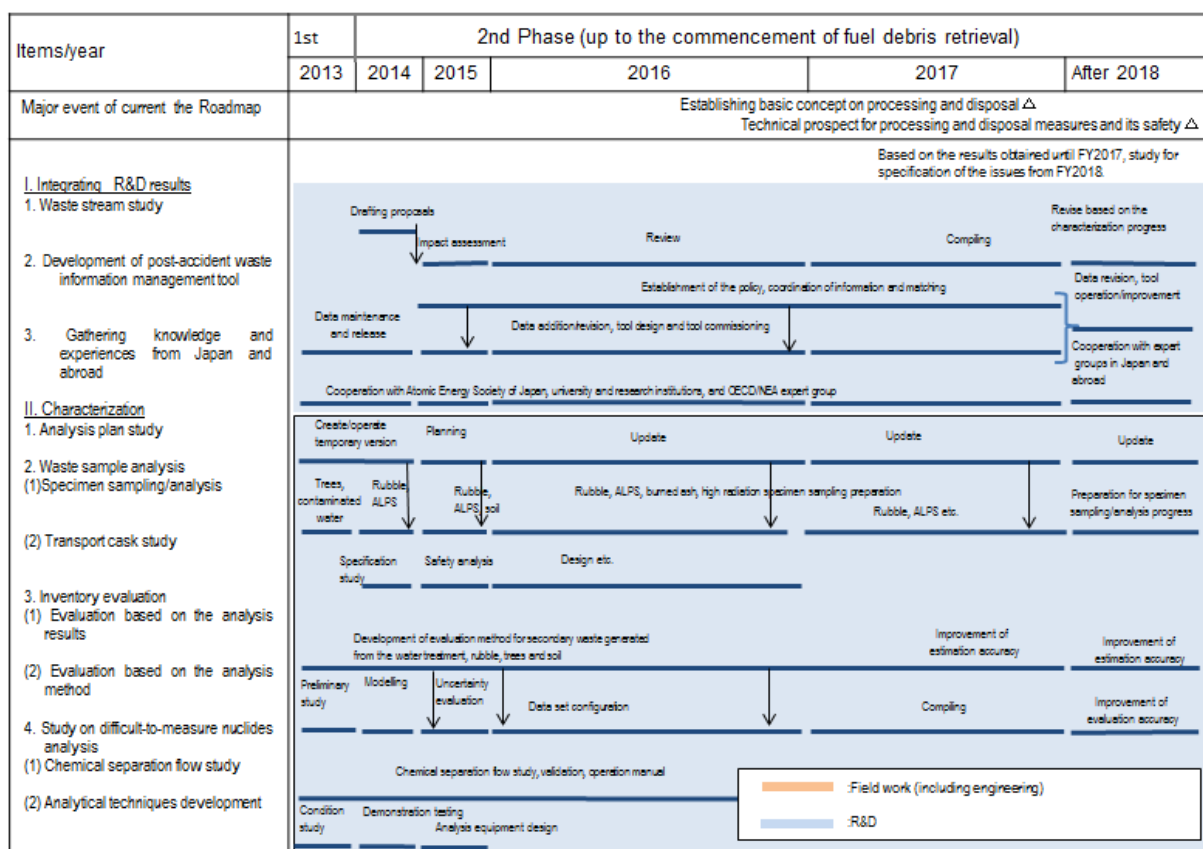 Items/year
1st
2nd Phase (up to the commencement of fuel debris retrieval)
2013
2014
2015
2016
2017
After 2018
Major event of current the Roadmap
Establishing basic concept on processing and disposal △
Technical prospect for processing and disposal measures and its safety △
Based on the results obtained until FY2017, study for
specification of the issues from FY2018.
I. Integrating R&D results
1. Waste stream study
Drafting proposals
Impact assessment
Review
Compiling
Revise based on the
characterization progress
2. Development of post-accident waste
information management tool
Establishment of the policy, coordination of information and matching
Data revision, tool
operation/improvement
Data maintenance
and release
Data addition/revision, tool design and tool commissioning
3. Gathering knowledge and
experiences from Japan and
abroad
Cooperation with expert
groups in Japan and
abroad
Cooperation with Atomic Energy Society of Japan, university and research institutions, and OECD/NEA expert group
II. Characterization
1. Analysis plan study
Create/operate
temporary version
Planning
Update
Update
Update
2. Waste sample analysis
(1)Specimen sampling/analysis
Trees,
contaminated
water
Rubble,
ALPS
Rubble,
ALPS, soil
Rubble, ALPS, burned ash, high radiation specimen sampling preparation
Rubble, ALPS etc.
Preparation for specimen
sampling/analysis progress
(2) Transport cask study
Specification
study
Safety analysis
Design etc.
3. Inventory evaluation
(1) Evaluation based on the analysis
results
Development of evaluation method for secondary waste generated
from the water treatment, rubble, trees and soil
Improvement of
estimation accuracy
Improvement of
estimation accuracy
(2) Evaluation based on the analysis
method
Preliminary
study
Modelling
Uncertainty
evaluation
Data set configuration
Compiling
Improvement of
evaluation accuracy
4. Study on difficult-to-measure nuclides
analysis
(1) Chemical separation flow study
Chemical separation flow study, validation, operation manual
(2) Analytical techniques development
Condition
study
Demonstration testing
Analysis equipment design
:Field work (including engineering)
:R&D